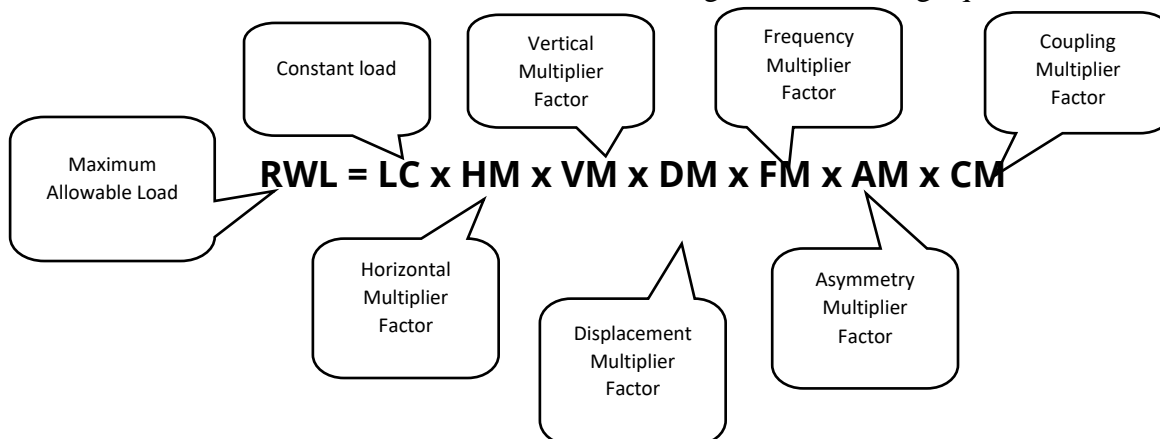 Constant load
Vertical
Multiplier
Factor
Frequency
Multiplier
Factor
Coupling
Multiplier
Factor
Maximum
Allowable Load
RWL = LC x HM x VM x DM x FM x AM x CM
Horizontal
Multiplier
Factor
Displacement
Multiplier
Factor
Asymmetry
Multiplier
Factor